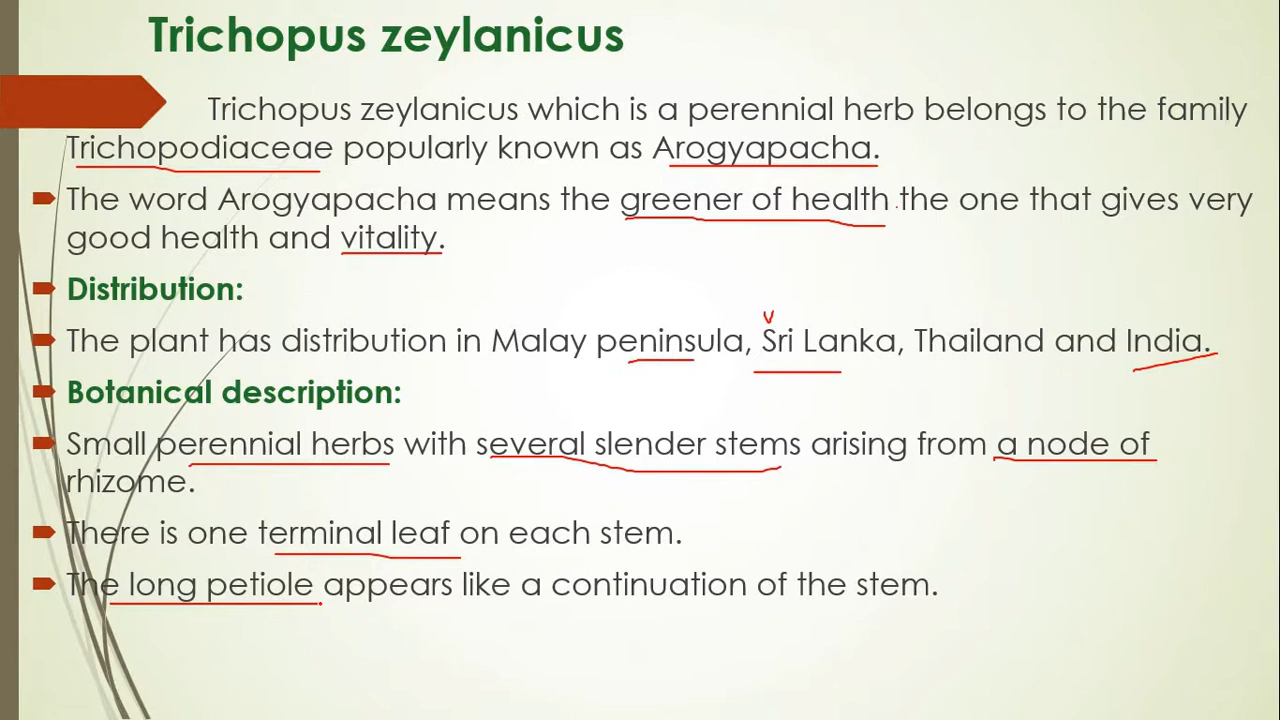 Trichopus zeylanicus
Trichopus zeylanicus which is a perennial herb belongs to the family
Trichopodiaceae popularly known as Arogyapacha.
The word Arogyapacha means the greener of health the one that gives very
good health and vitality.
Distribution:
The plant has distribution in Malay peninsula, Sri Lanka, Thailand and India.
Botanical description:
Small perennial herbs with several slender stems arising from a node of
rhizome.
There is one terminal leaf on each stem.
The long petiole appears like a continuation of the stem.